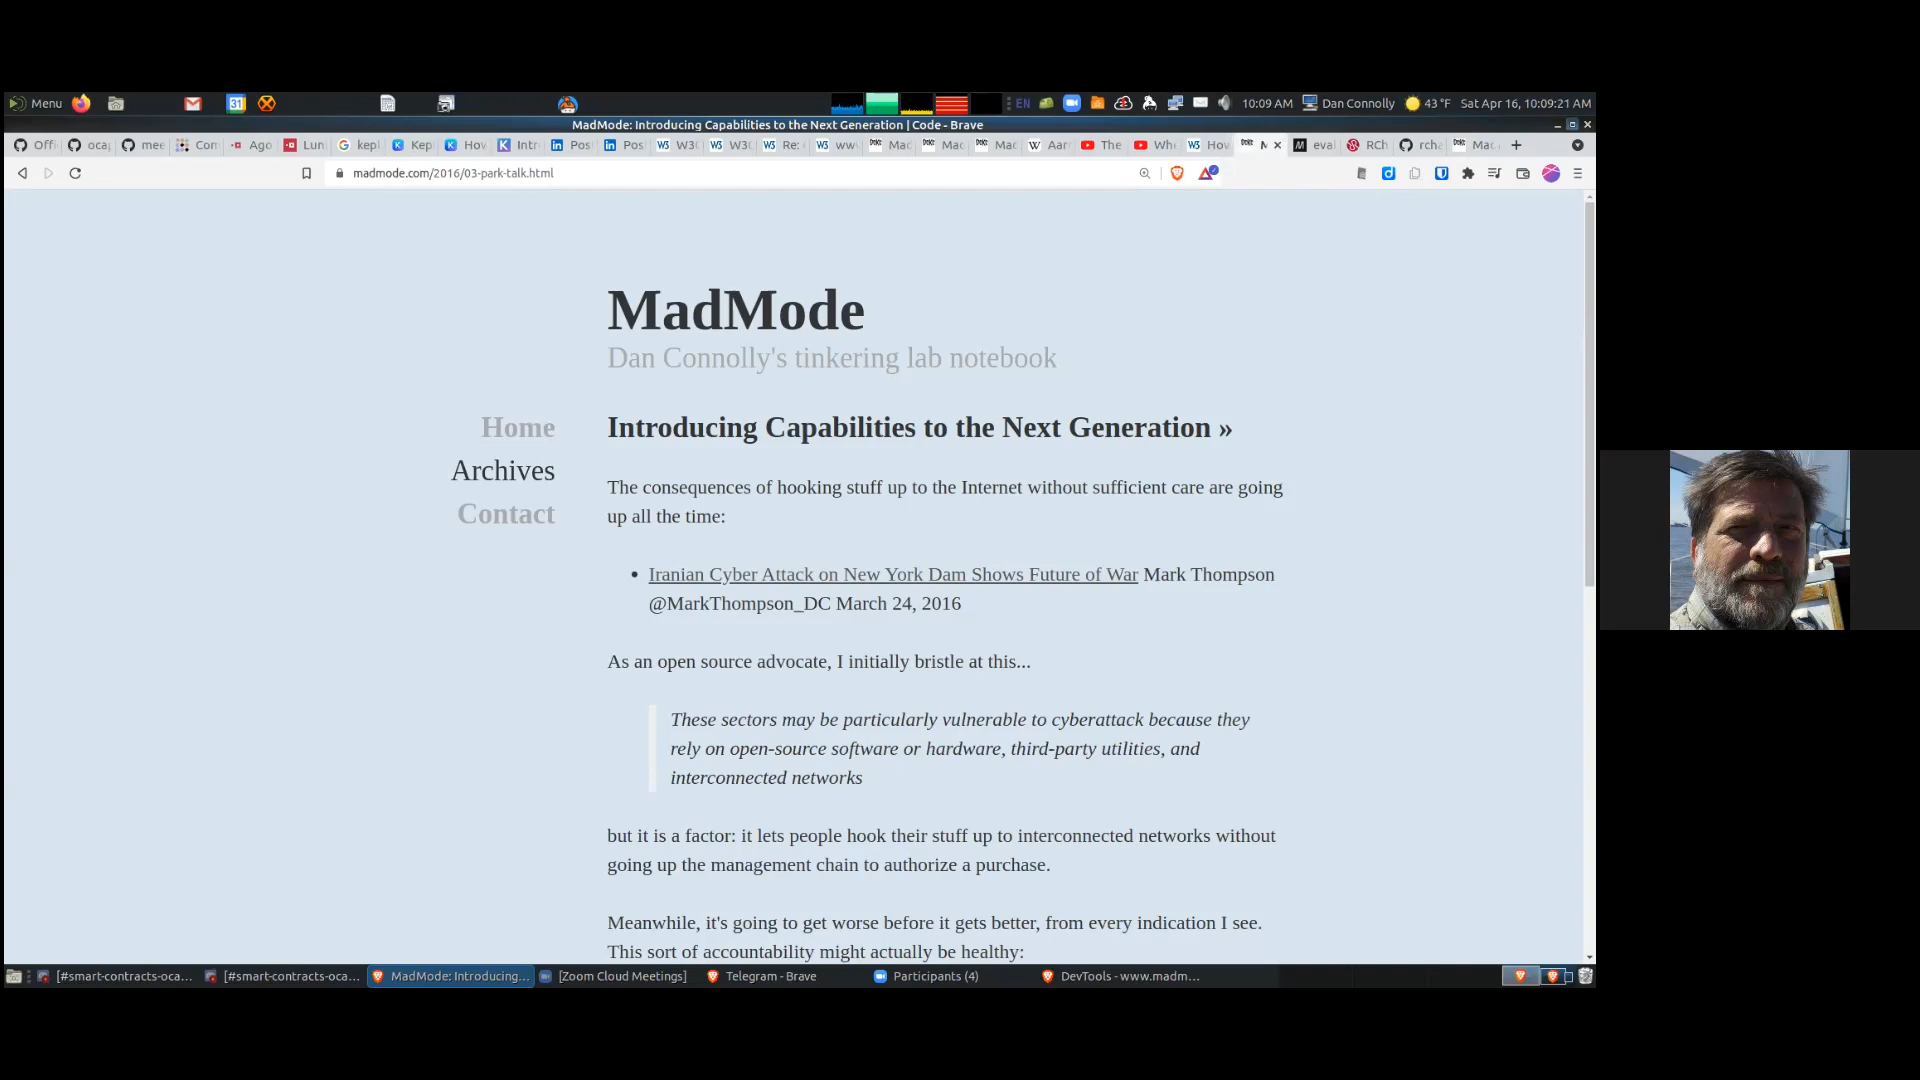 Menu
31
EN
10:09 AM
Dan Connolly
43 °F
Sat Apr 16, 10:09:21 AM
MadMode: Introducing Capabilities to the Next Generation | Code - Brave
madmode.com/2016/03-park-talk.html
MadMode
Dan Connolly's tinkering lab notebook
Home
Archives
Contact
Introducing Capabilities to the Next Generation »
The consequences of hooking stuff up to the Internet without sufficient care are going
up all the time:
• Iranian Cyber Attack on New York Dam Shows Future of War Mark Thompson
@MarkThompson_DC March 24, 2016
As an open source advocate, I initially bristle at this...
These sectors may be particularly vulnerable to cyberattack because they
rely on open-source software or hardware, third-party utilities, and
interconnected networks
but it is a factor: it lets people hook their stuff up to interconnected networks without
going up the management chain to authorize a purchase.
Meanwhile, it's going to get worse before it gets better, from every indication I see.
This sort of accountability might actually be healthy:
[#smart-contracts-oca... [#smart-contracts-oca... MadMode: Introducing... [Zoom Cloud Meetings] Telegram - Brave Participants (4) DevTools - www.madm...